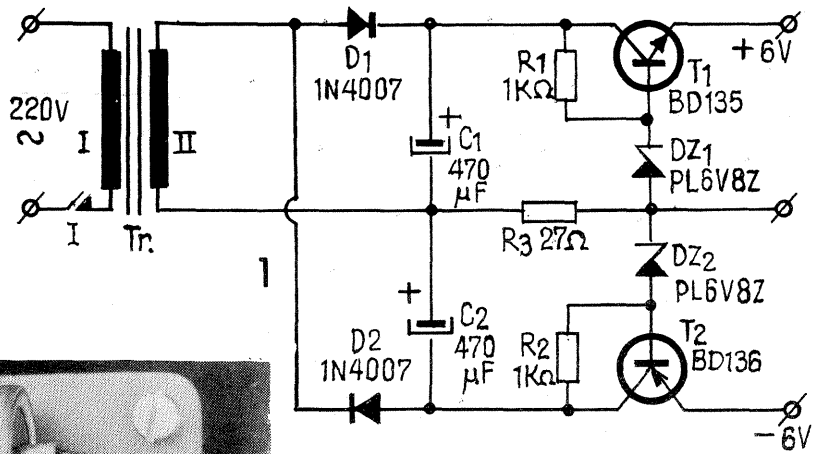 220V
~
I
I
Tr.
II
1
D1
1N4007
+
C1
470
µF
R1
1KΩ
T1
BD135
+6V
DZ1
PL6V8Z
R3 27Ω
DZ2
PL6V8Z
+
C2
470
µF
D2
1N4007
R2
1KΩ
T2
BD136
-6V